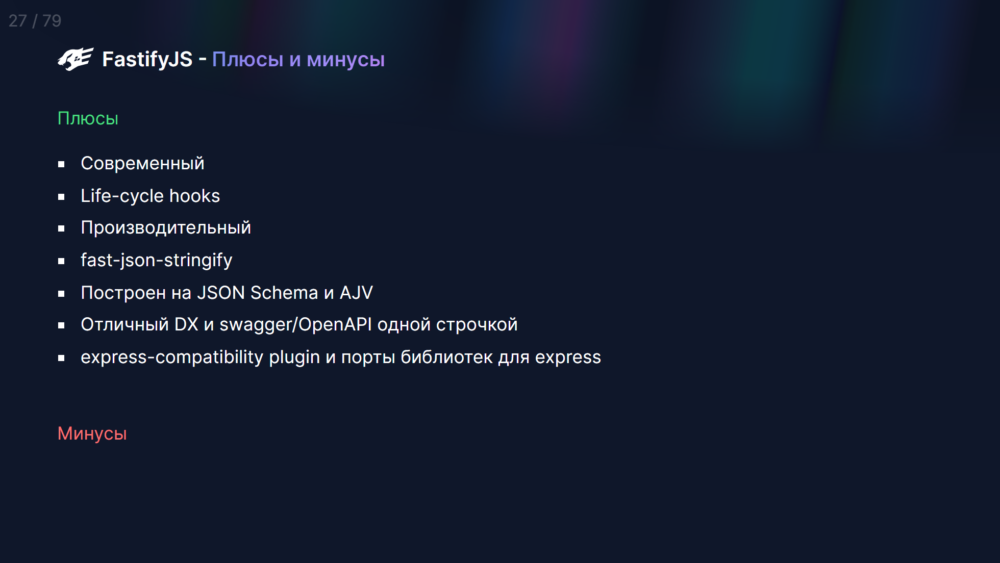 27 / 79
FastifyJS - Плюсы и минусы
Плюсы
Современный
Life-cycle hooks
Производительный
fast-json-stringify
Построен на JSON Schema и AJV
Отличный DX и swagger/OpenAPI одной строчкой
express-compatibility plugin и порты библиотек для express
Минусы